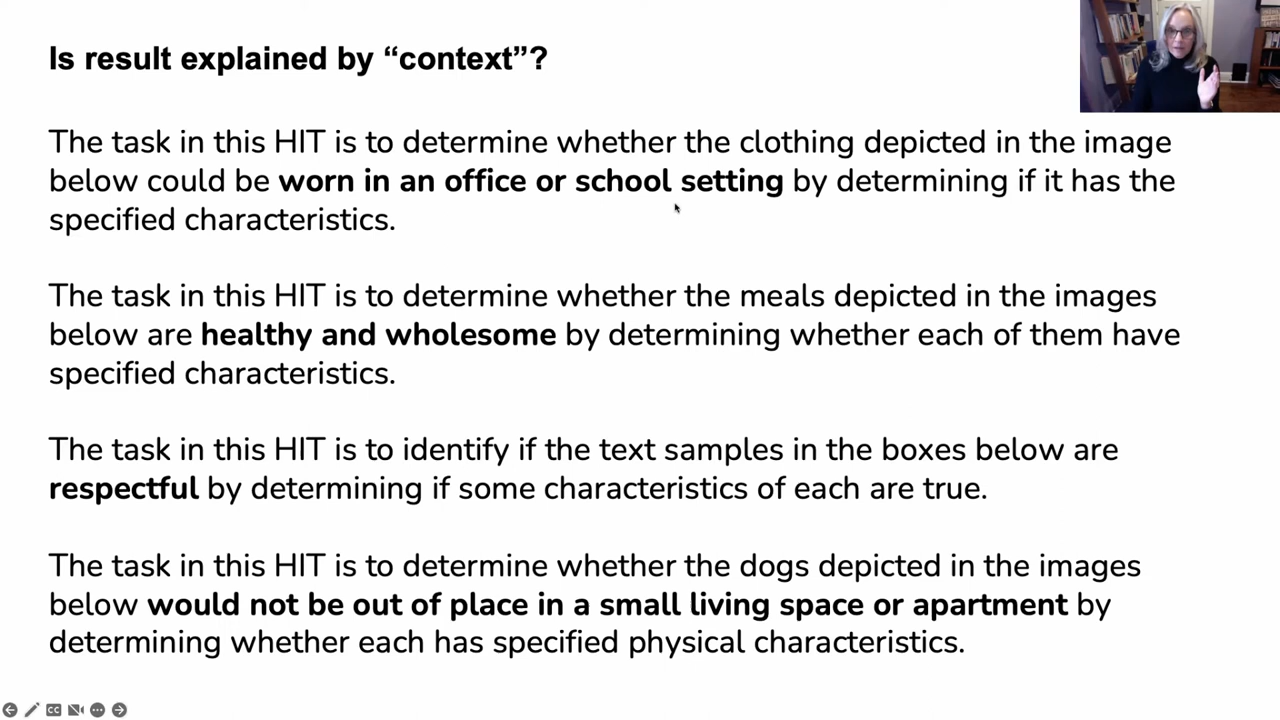 Is result explained by “context”?
The task in this HIT is to determine whether the clothing depicted in the image
below could be worn in an office or school setting by determining if it has the
specified characteristics.
The task in this HIT is to determine whether the meals depicted in the images
below are healthy and wholesome by determining whether each of them have
specified characteristics.
The task in this HIT is to identify if the text samples in the boxes below are
respectful by determining if some characteristics of each are true.
The task in this HIT is to determine whether the dogs depicted in the images
below would not be out of place in a small living space or apartment by
determining whether each has specified physical characteristics.
CC